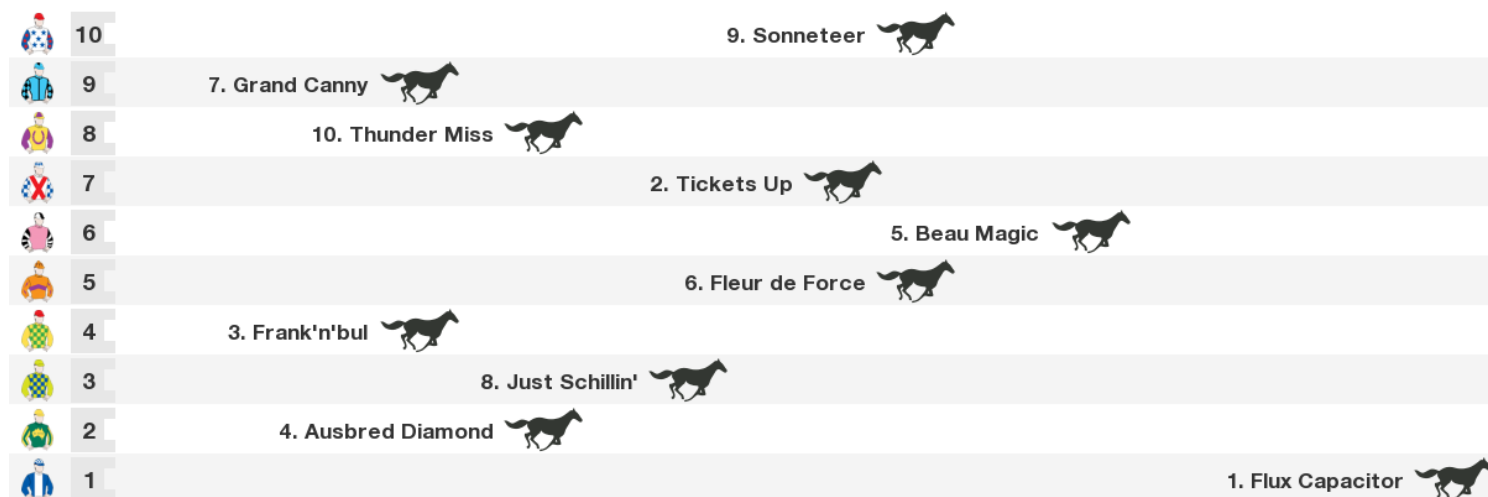 10 9. Sonneteer
9 7. Grand Canny
8 10. Thunder Miss
7 2. Tickets Up
6 5. Beau Magic
5 6. Fleur de Force
4 3. Frank'n'bul
3 8. Just Schillin'
2 4. Ausbred Diamond
1 1. Flux Capacitor